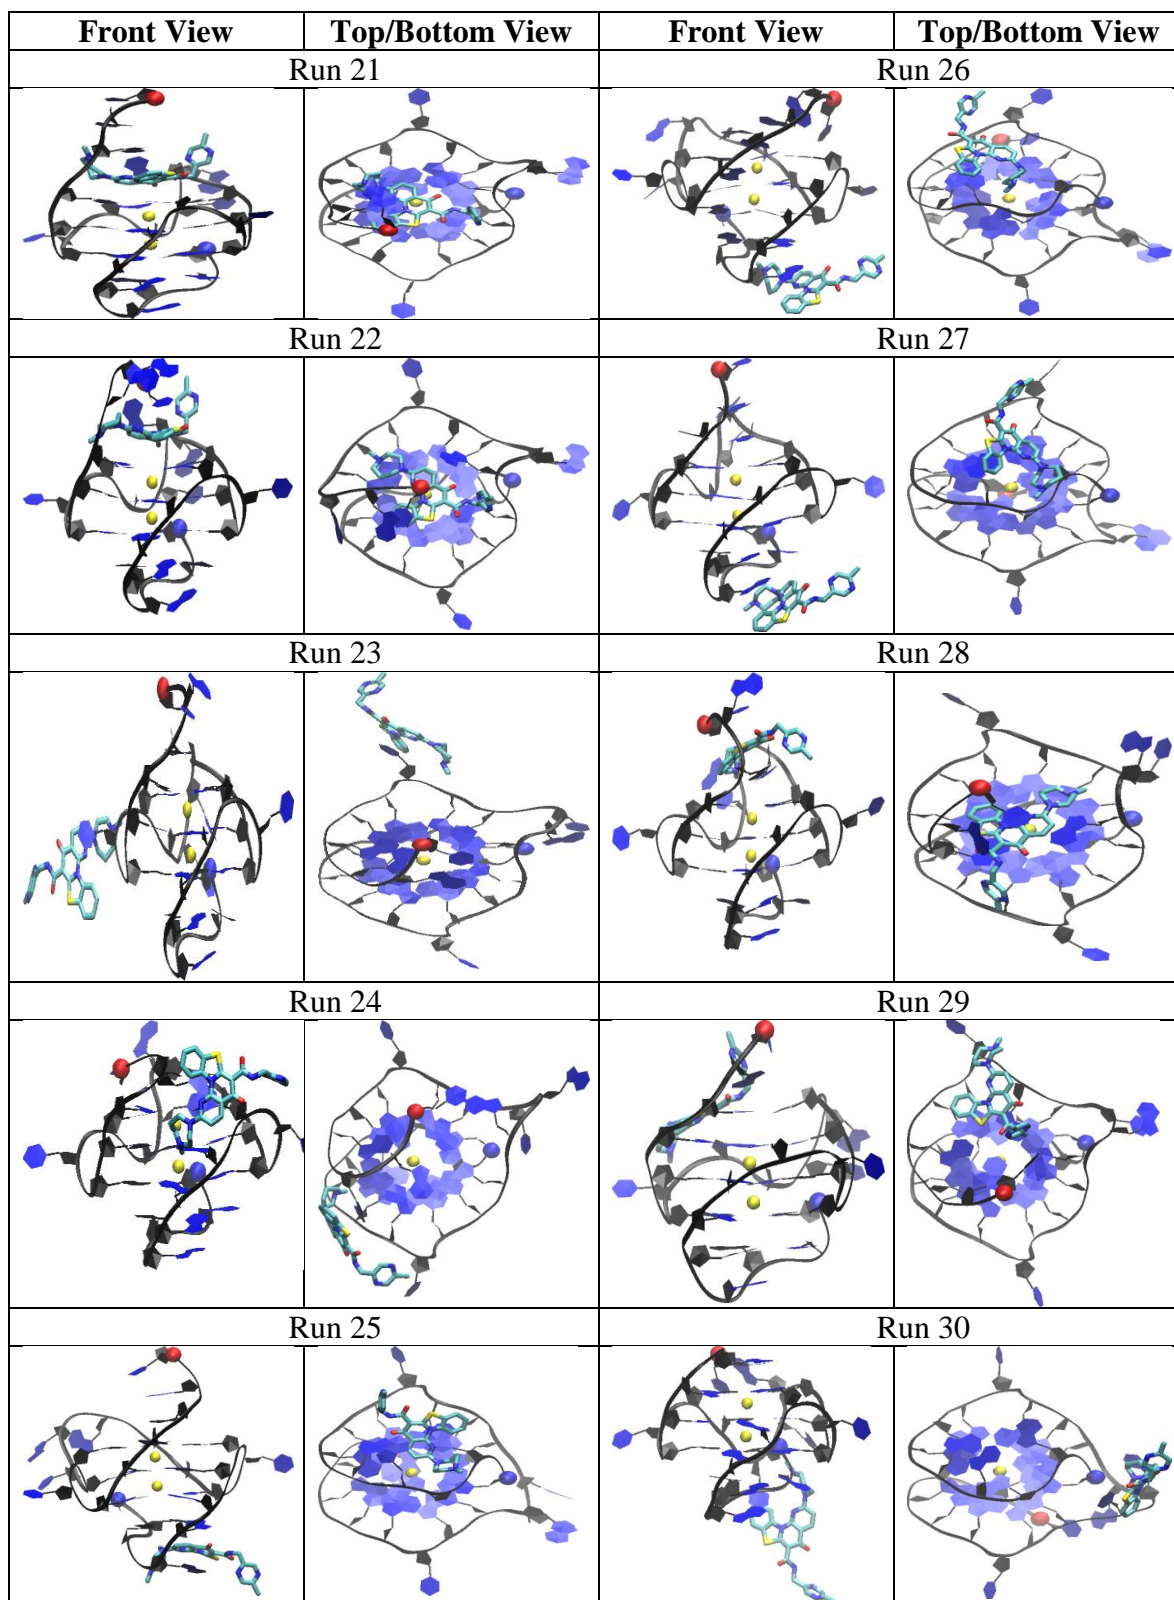 Front View Top/Bottom View Front View Top/Bottom View
Run 21 Run 26
Run 22 Run 27
Run 23 Run 28
Run 24 Run 29
Run 25 Run 30